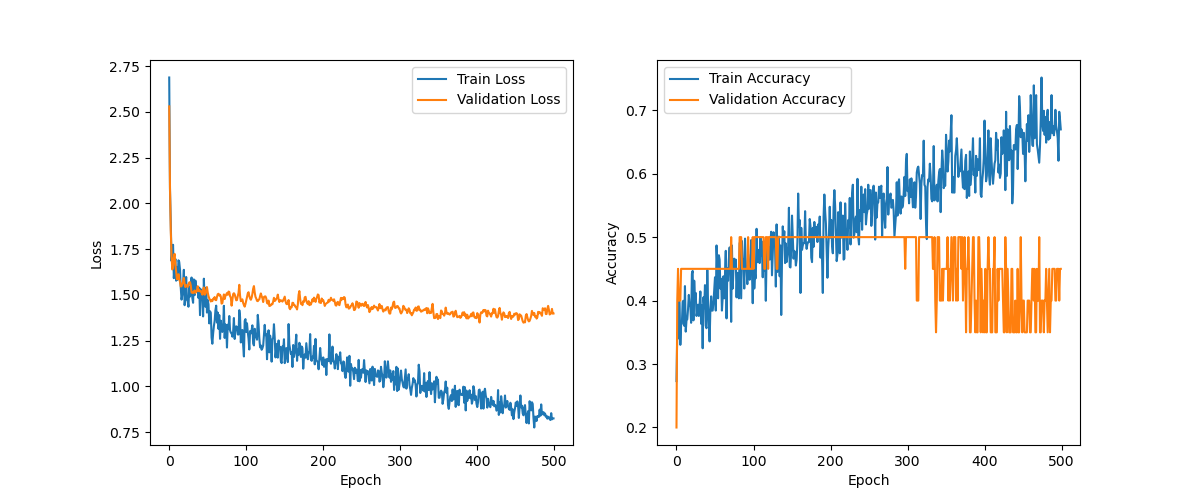 2.75
2.50
2.25
2.00
1.75
1.50
1.25
1.00
0.75
Loss
0 100 200 300 400 500
Epoch
Train Loss
Validation Loss
0.7
0.6
0.5
0.4
0.3
0.2
Accuracy
0 100 200 300 400 500
Epoch
Train Accuracy
Validation Accuracy